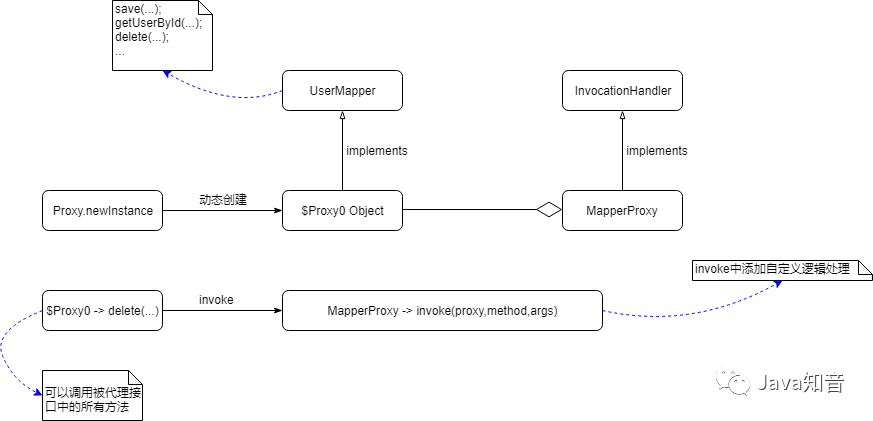 save(...);
getUserById(...);
delete(...);
...
UserMapper
InvocationHandler
implements
implements
Proxy.newInstance
动态创建
$Proxy0 Object
MapperProxy
invoke中添加自定义逻辑处理
$Proxy0 -> delete(...)
invoke
MapperProxy -> invoke(proxy,method,args)
可以调用被代理接
口中的所有方法
Java知音